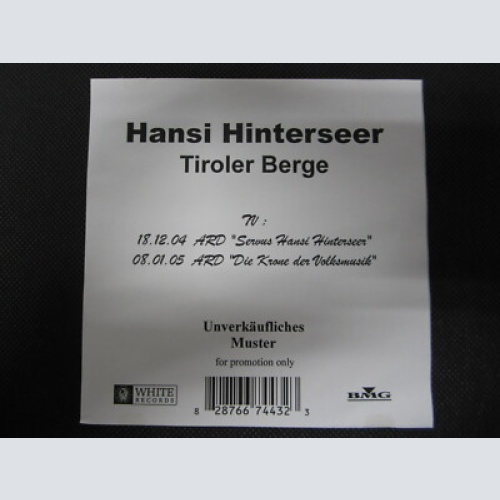 Hansi Hinterseer
Tiroler Berge
TV :
18.12.04 ARD "Servus Hansi Hinterseer"
08.01.05 ARD "Die Krone der Volksmusik"
Unverkäufliches
Muster
for promotion only
WHITE
RECORDS
8 28766 74432 3
BMG